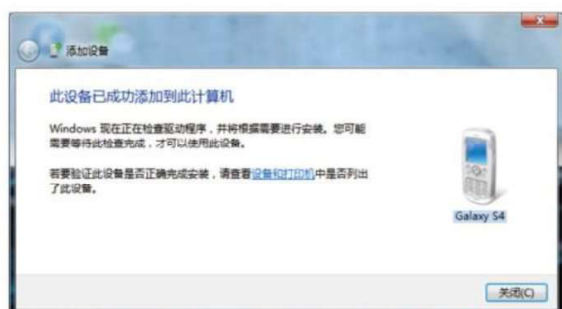 添加设备
此设备已成功添加到此计算机
Windows 现在正在检查驱动程序，并将根据需要进行安装。您可能
需要等待此检查完成，才可以使用此设备。
若要验证此设备是否正确完成安装，请查看设备和打印机中是否列出
了此设备。
Galaxy S4
关闭(C)